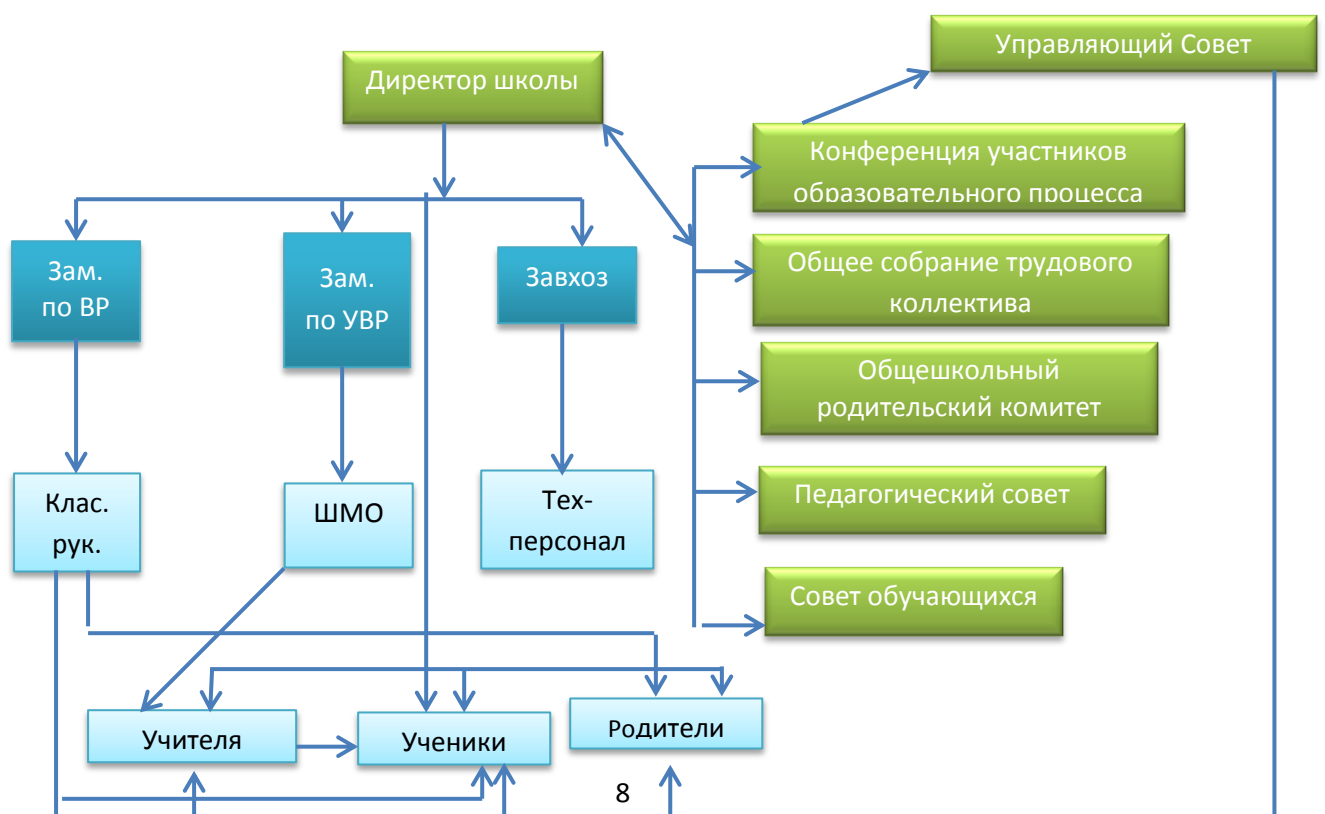 Управляющий Совет
Директор школы
Конференция участников
образовательного процесса
Зам.
по ВР
Зам.
по УВР
Завхоз
Общее собрание трудового
коллектива
Общешкольный
родительский комитет
Клас.
рук.
ШМО
Тех-
персонал
Педагогический совет
Совет обучающихся
Учителя
Ученики
Родители
8